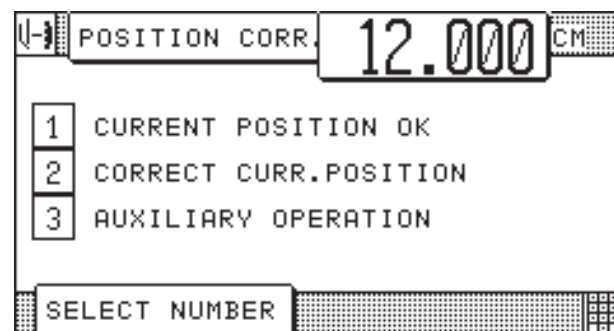 POSITION CORR. 12.000 CM
1 CURRENT POSITION OK
2 CORRECT CURR.POSITION
3 AUXILIARY OPERATION
SELECT NUMBER